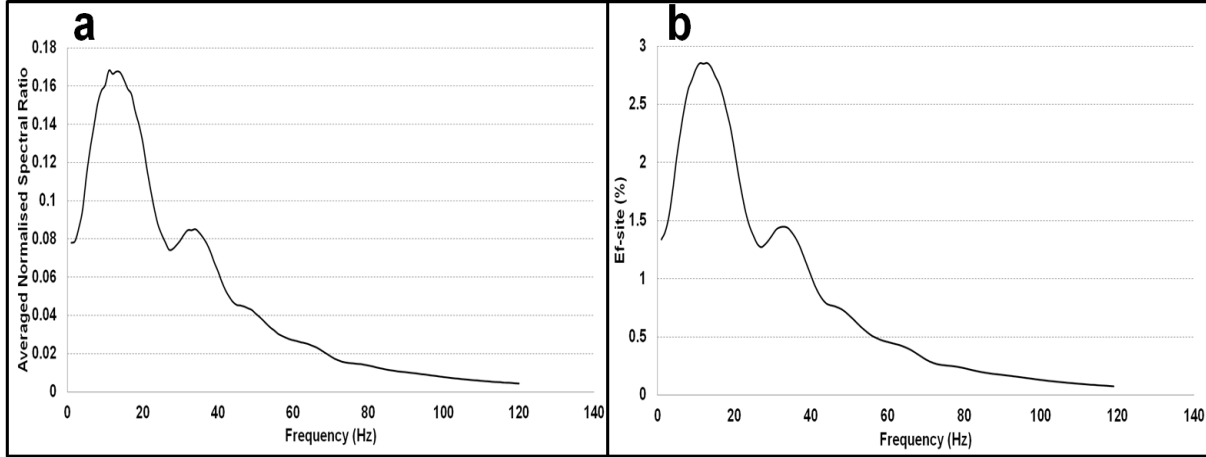 a
Averaged Normalised Spectral Ratio
0.18
0.16
0.14
0.12
0.1
0.08
0.06
0.04
0.02
0
0 20 40 60 80 100 120 140
Frequency (Hz)
b
Ef-site (%)
3
2.5
2
1.5
1
0.5
0
0 20 40 60 80 100 120 140
Frequency (Hz)